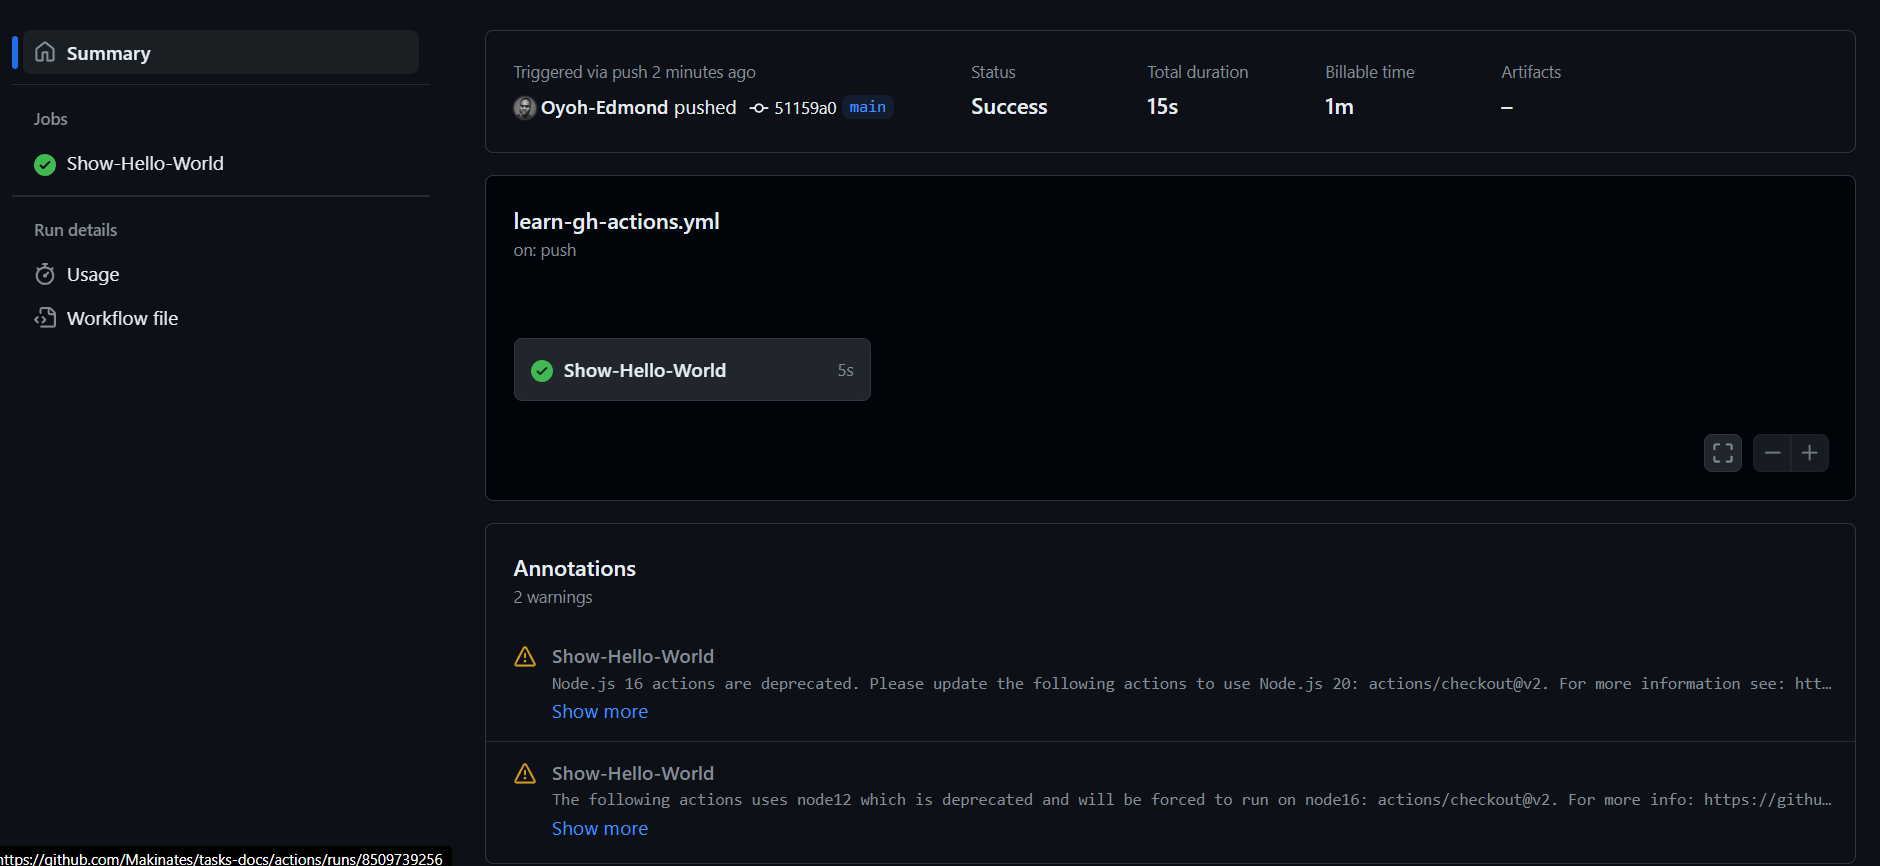 Summary
Jobs
Show-Hello-World
Run details
Usage
Workflow file
Triggered via push 2 minutes ago
Oyoh-Edmond pushed 51159a0 main
Status
Success
Total duration
15s
Billable time
1m
Artifacts
–
learn-gh-actions.yml
on: push
Show-Hello-World 5s
Annotations
2 warnings
Show-Hello-World
Node.js 16 actions are deprecated. Please update the following actions to use Node.js 20: actions/checkout@v2. For more information see: htt…
Show more
Show-Hello-World
The following actions uses node12 which is deprecated and will be forced to run on node16: actions/checkout@v2. For more info: https://githu…
Show more
https://github.com/Makinates/tasks-docs/actions/runs/8509739256